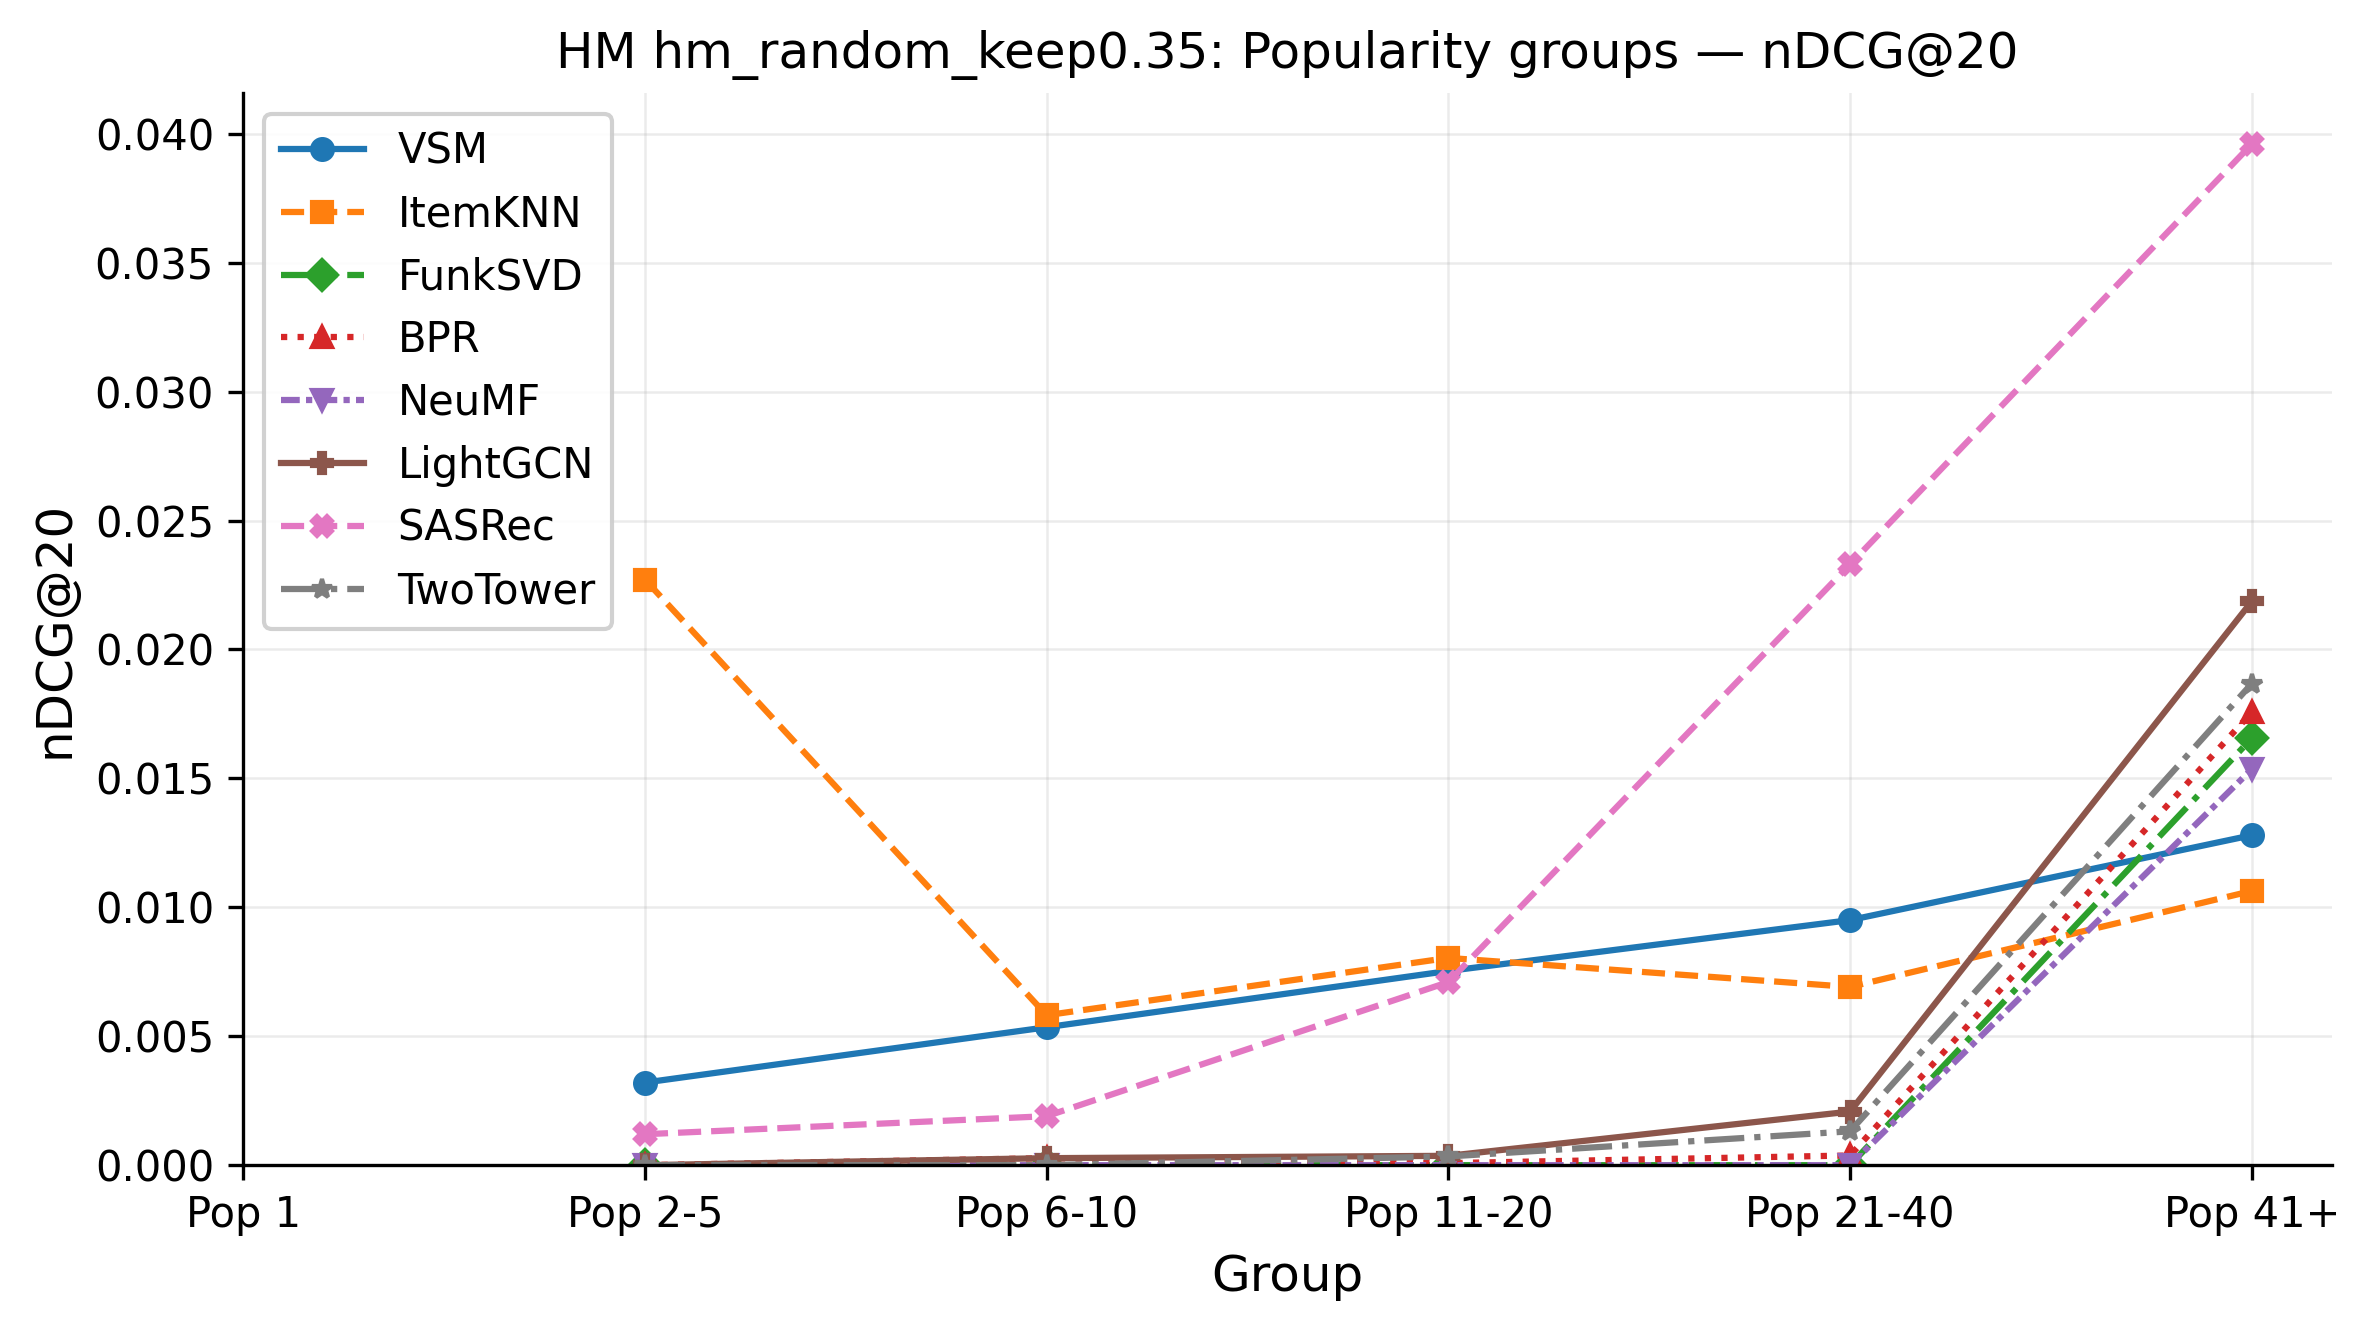 HM hm_random_keep0.35: Popularity groups — nDCG@20
nDCG@20
0.040
0.035
0.030
0.025
0.020
0.015
0.010
0.005
0.000
VSM
ItemKNN
FunkSVD
BPR
NeuMF
LightGCN
SASRec
TwoTower
Pop 1
Pop 2-5
Pop 6-10
Pop 11-20
Pop 21-40
Pop 41+
Group